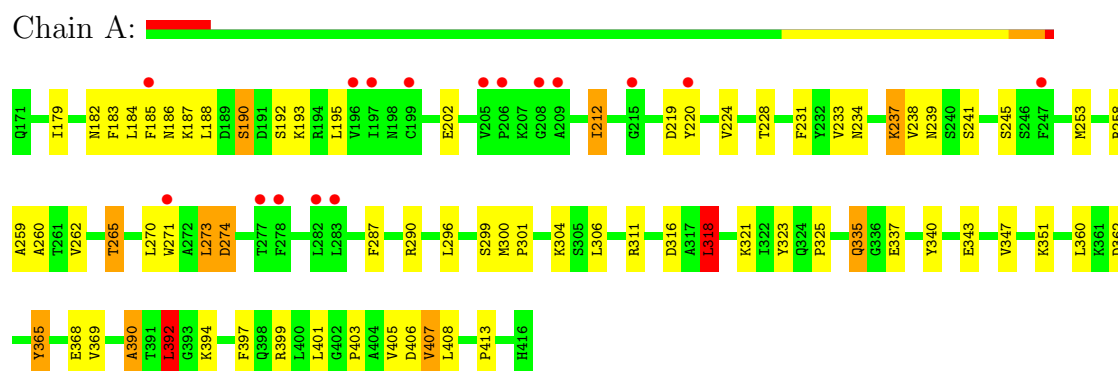 Chain A:
Q171 I179 N182 F183 L184 F185 N186 K187 L188 D189 S190 D191 S192 K193 R194 L195 V196 I197 N198 C199 E202 V205 P206 K207 G208 A209 I212 G215 D219 Y220 V224 T228 F231 Y232 V233 N234 K237 V238 N239 S240 S241 S245 S246 F247 M253
A259 A260 T261 V262 T265 L270 W271 A272 L273 D274 T277 F278 L282 L283 F287 R290 L296 S299 M300 P301 K304 S305 L306 R311 D316 A317 L318 K321 I322 Y323 Q324 P325 Q335 G336 E337 Y340 E343 V347 K351 L360 K361
Y365 E368 V369 A390 T391 L392 G393 K394 F397 Q398 R399 L400 L401 G402 P403 A404 V405 D406 V407 L408 P413 H416